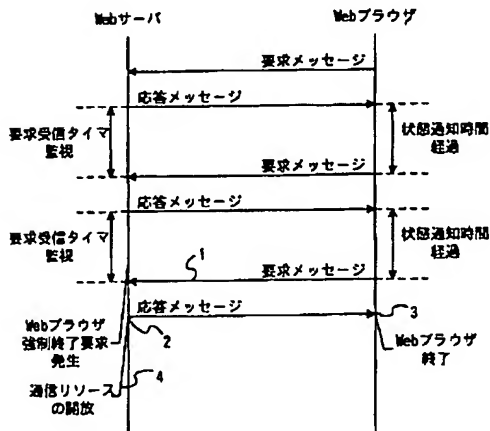 Webサーバ
Webブラウザ
要求メッセージ
応答メッセージ
要求受信タイマ
監視
状態通知時間
経過
要求メッセージ
応答メッセージ
要求受信タイマ
監視
状態通知時間
経過
1
要求メッセージ
応答メッセージ
3
Webブラウザ
強制終了要求
発生
2
Webブラウザ
終了
4
通信リソース
の開放